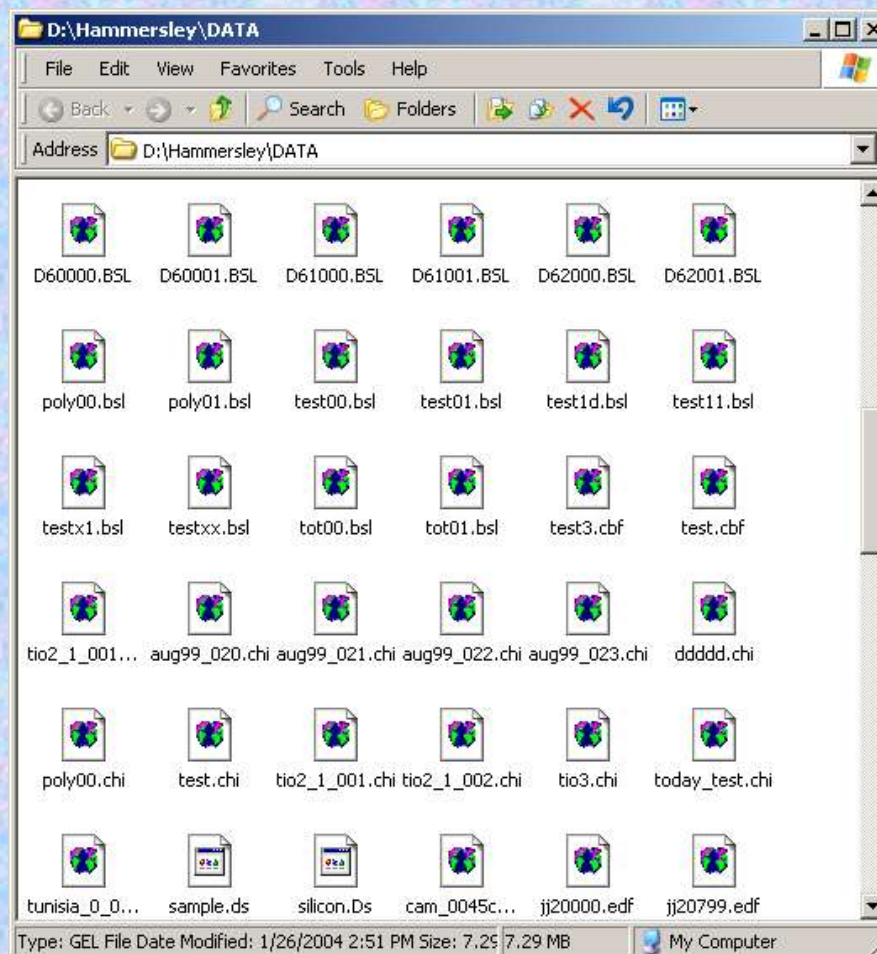 D:\Hammersley\DATA
File Edit View Favorites Tools Help
Back Search Folders
Address D:\Hammersley\DATA
D60000.BSL D60001.BSL D61000.BSL D61001.BSL D62000.BSL D62001.BSL
poly00.bsl poly01.bsl test00.bsl test01.bsl test1d.bsl test11.bsl
testx1.bsl testxx.bsl tot00.bsl tot01.bsl test3.cbf test.cbf
tio2_1_001... aug99_020.chi aug99_021.chi aug99_022.chi aug99_023.chi ddddd.chi
poly00.chi test.chi tio2_1_001.chi tio2_1_002.chi tio3.chi today_test.chi
tunisia_0_0... sample.ds silicon.Ds cam_0045c... jj20000.edf jj20799.edf
Type: GEL File Date Modified: 1/26/2004 2:51 PM Size: 7.29 7.29 MB My Computer